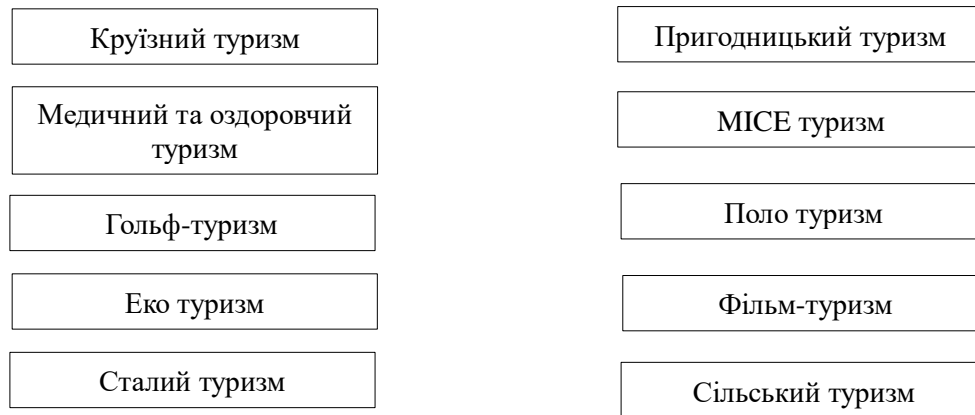 Круїзний туризм
Медичний та оздоровчий
туризм
Гольф-туризм
Еко туризм
Сталий туризм
Пригодницький туризм
МІСЕ туризм
Поло туризм
Фільм-туризм
Сільський туризм